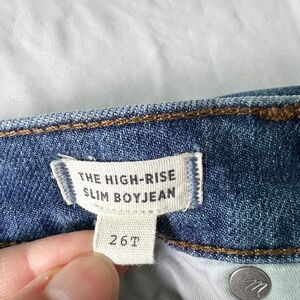 THE HIGH-RISE
SLIM BOYJEAN
26T
M